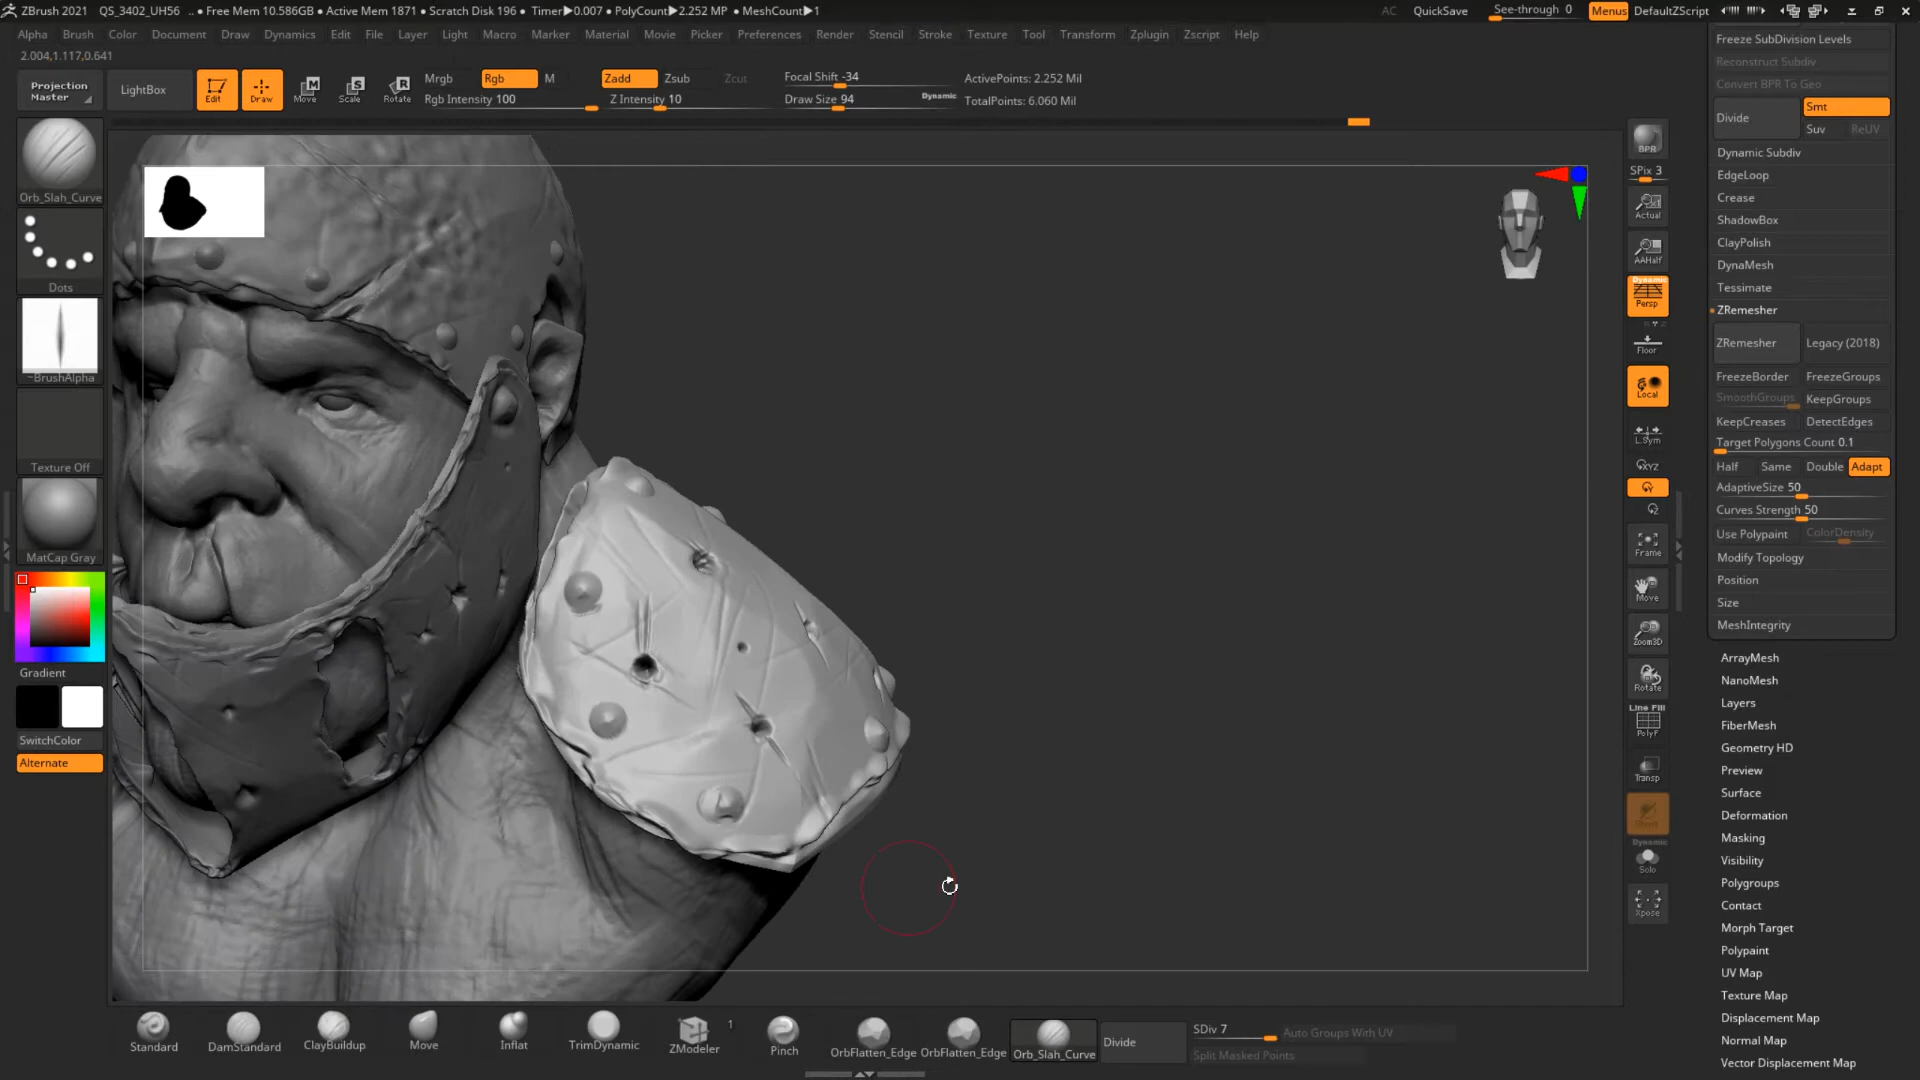 ZBrush 2021 QS_3402_UH56 .. • Free Mem 10.586GB • Active Mem 1871 • Scratch Disk 196 • Timer▶0.007 • PolyCount▶2.252 MP • MeshCount▶1 AC QuickSave See-through 0 Menus DefaultZScript
Alpha Brush Color Document Draw Dynamics Edit File Layer Light Macro Marker Material Movie Picker Preferences Render Stencil Stroke Texture Tool Transform Zplugin Zscript Help
2.004,1.117,0.641
Projection Master
LightBox
Edit
Draw
Move
Scale
Rotate
Mrgb Rgb M
Rgb Intensity 100
Zadd Zsub Zcut
Z Intensity 10
Focal Shift -34
Draw Size 94
Dynamic
ActivePoints: 2.252 Mil
TotalPoints: 6.060 Mil
Orb_Slah_Curve
Dots
~BrushAlpha
Texture Off
MatCap Gray
Gradient
SwitchColor
Alternate
BPR
SPix 3
Actual
AAHalf
Dynamic
Persp
Floor
Local
L.Sym
XYZ
Y
Z
Frame
Move
Zoom3D
Rotate
Line Fill
PolyF
Transp
Dynamic
Solo
Xpose
Freeze SubDivision Levels
Reconstruct Subdiv
Convert BPR To Geo
Divide
Smt
Suv ReUV
Dynamic Subdiv
EdgeLoop
Crease
ShadowBox
ClayPolish
DynaMesh
Tessimate
ZRemesher
ZRemesher Legacy (2018)
FreezeBorder FreezeGroups
SmoothGroups KeepGroups
KeepCreases DetectEdges
Target Polygons Count 0.1
Half Same Double Adapt
AdaptiveSize 50
Curves Strength 50
Use Polypaint ColorDensity
Modify Topology
Position
Size
MeshIntegrity
ArrayMesh
NanoMesh
Layers
FiberMesh
Geometry HD
Preview
Surface
Deformation
Masking
Visibility
Polygroups
Contact
Morph Target
Polypaint
UV Map
Texture Map
Displacement Map
Normal Map
Vector Displacement Map
Standard
DamStandard
ClayBuildup
Move
Inflat
TrimDynamic
ZModeler
1
Pinch
OrbFlatten_Edge
OrbFlatten_Edge
Orb_Slah_Curve
Divide
SDiv 7
Auto Groups With UV
Split Masked Points